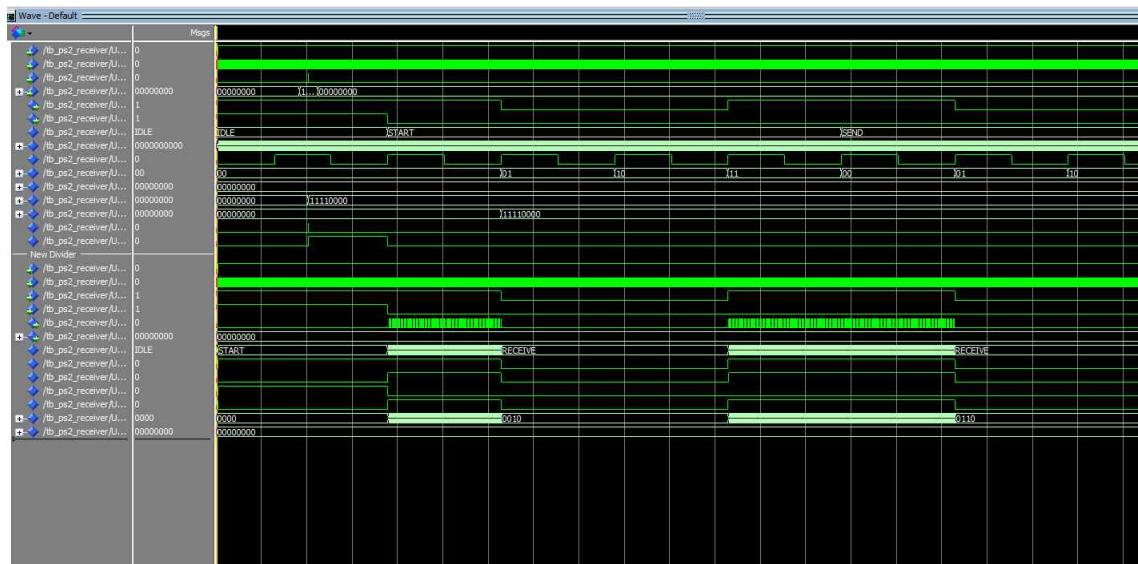 Wave - Default
Msgs
/tb_ps2_receiver/U... 0
/tb_ps2_receiver/U... 0
/tb_ps2_receiver/U... 0
/tb_ps2_receiver/U... 00000000 00000000 1... 00000000
/tb_ps2_receiver/U... 1
/tb_ps2_receiver/U... 1
/tb_ps2_receiver/U... IDLE IDLE START SEND
/tb_ps2_receiver/U... 0000000000
/tb_ps2_receiver/U... 0
/tb_ps2_receiver/U... 00 00 01 10 11 00 01 10
/tb_ps2_receiver/U... 00000000 00000000
/tb_ps2_receiver/U... 00000000 00000000 11110000
/tb_ps2_receiver/U... 00000000 00000000 11110000
/tb_ps2_receiver/U... 0
/tb_ps2_receiver/U... 0
New Divider
/tb_ps2_receiver/U... 0
/tb_ps2_receiver/U... 0
/tb_ps2_receiver/U... 1
/tb_ps2_receiver/U... 1
/tb_ps2_receiver/U... 0
/tb_ps2_receiver/U... 00000000 00000000
/tb_ps2_receiver/U... IDLE START RECEIVE RECEIVE
/tb_ps2_receiver/U... 0
/tb_ps2_receiver/U... 0
/tb_ps2_receiver/U... 0
/tb_ps2_receiver/U... 0
/tb_ps2_receiver/U... 0000 0000 0010 0110
/tb_ps2_receiver/U... 00000000 00000000